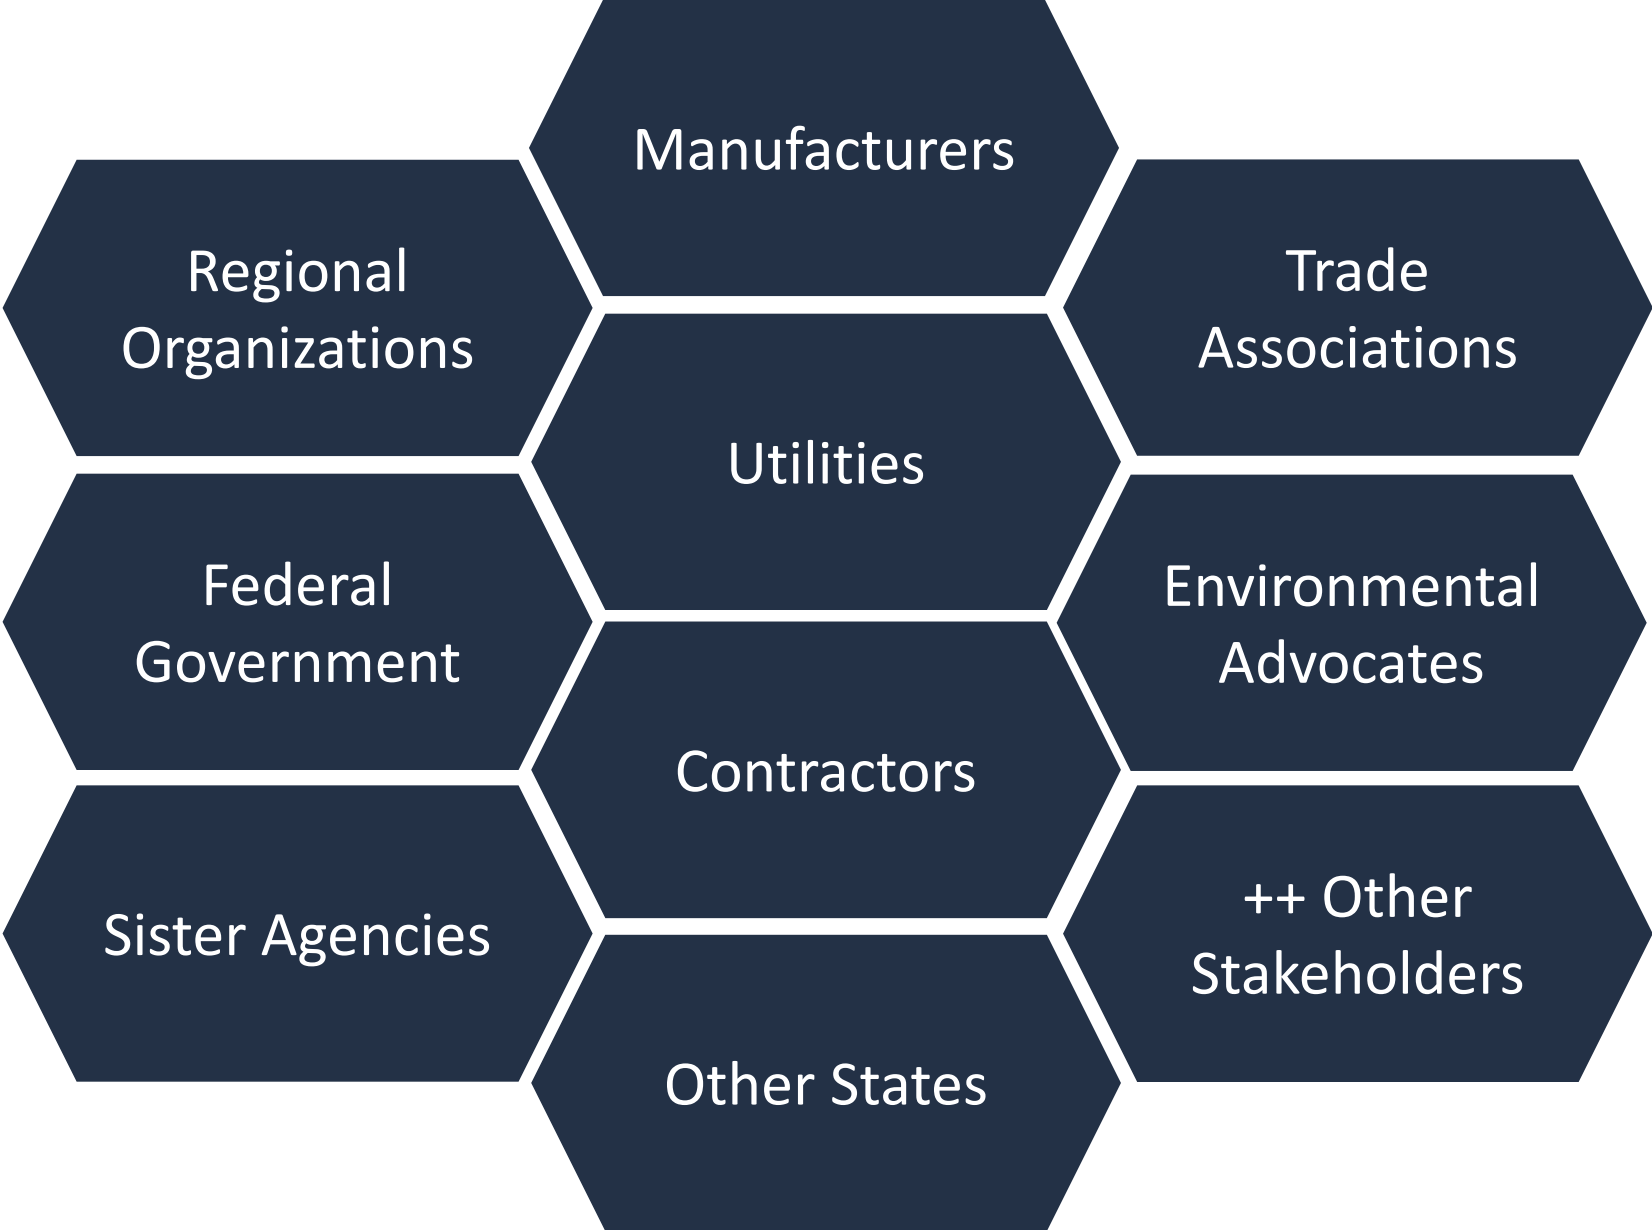 Manufacturers
Regional
Organizations
Trade
Associations
Utilities
Federal
Government
Environmental
Advocates
Contractors
Sister Agencies
++ Other
Stakeholders
Other States